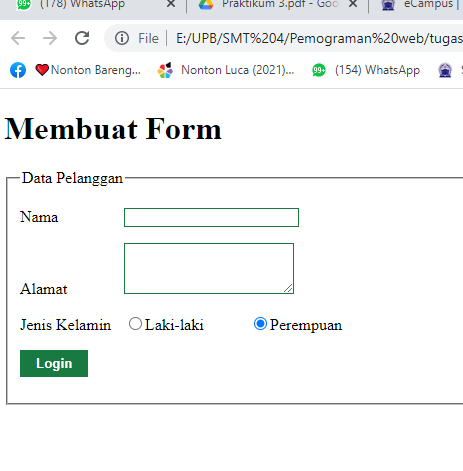 (178) WhatsApp
Praktikum 3.pdf - Goo
eCampus |
File | E:/UPB/SMT%204/Pemograman%20web/tugas
Nonton Bareng...
Nonton Luca (2021)...
99+
(154) WhatsApp
Membuat Form
Data Pelanggan
Nama
Alamat
Jenis Kelamin Laki-laki Perempuan
Login